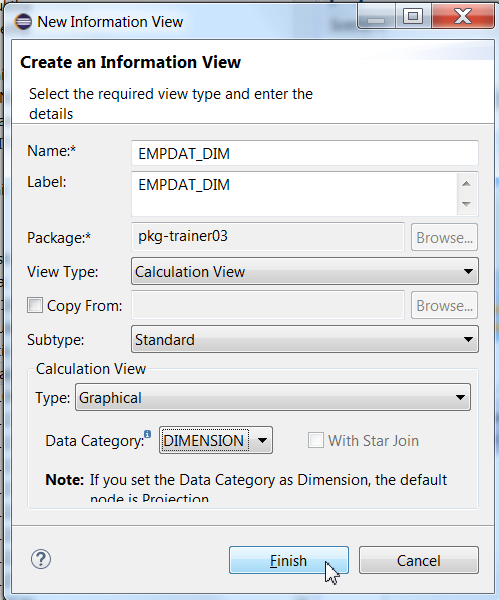 New Information View
Create an Information View
Select the required view type and enter the
details
Name:* EMPDAT_DIM
Label: EMPDAT_DIM
Package:* pkg-trainer03 Browse...
View Type: Calculation View
Copy From: Browse...
Subtype: Standard
Calculation View
Type: Graphical
Data Category: DIMENSION With Star Join
Note: If you set the Data Category as Dimension, the default
node is Projection
? Finish Cancel